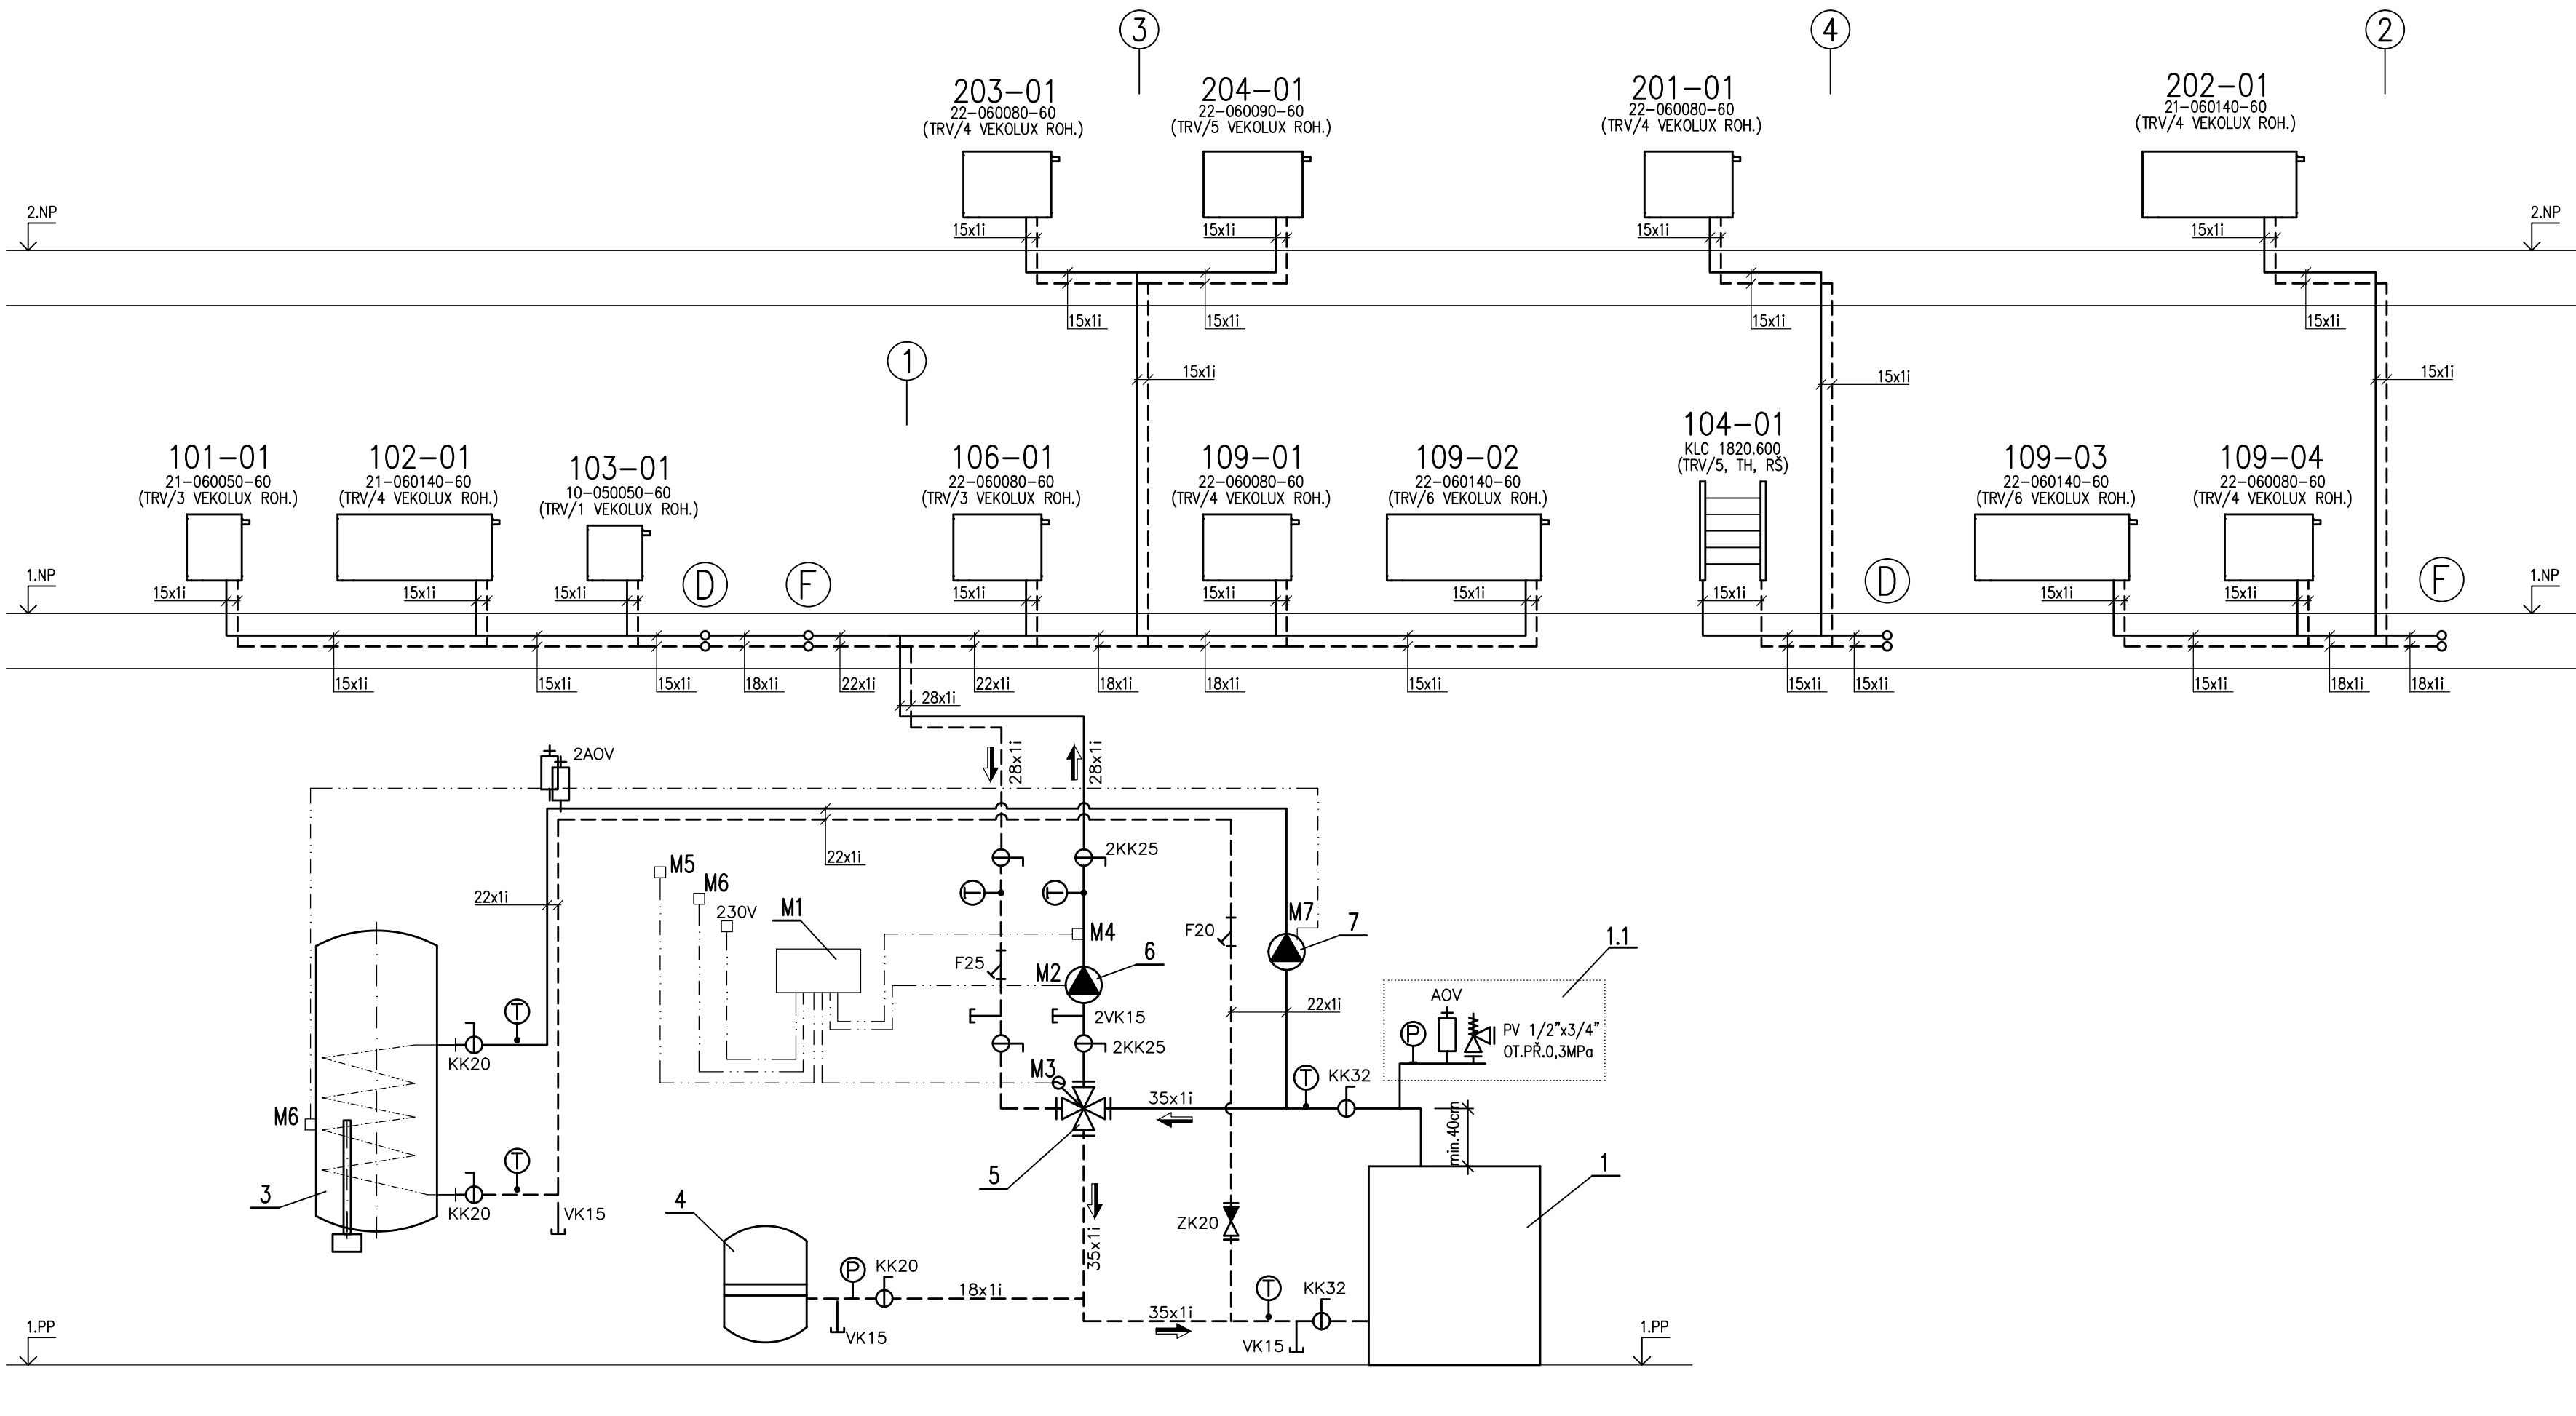 3
4
2
203-01
22-060080-60
(TRV/4 VEKOLUX ROH.)
204-01
22-060090-60
(TRV/5 VEKOLUX ROH.)
201-01
22-060080-60
(TRV/4 VEKOLUX ROH.)
202-01
21-060140-60
(TRV/4 VEKOLUX ROH.)
2.NP
2.NP
15x1i
15x1i
15x1i
15x1i
15x1i
15x1i
15x1i
15x1i
1
15x1i
15x1i
15x1i
101-01
21-060050-60
(TRV/3 VEKOLUX ROH.)
102-01
21-060140-60
(TRV/4 VEKOLUX ROH.)
103-01
10-050050-60
(TRV/1 VEKOLUX ROH.)
106-01
22-060080-60
(TRV/3 VEKOLUX ROH.)
109-01
22-060080-60
(TRV/4 VEKOLUX ROH.)
109-02
22-060140-60
(TRV/6 VEKOLUX ROH.)
104-01
KLC 1820.600
(TRV/5, TH, RŠ)
109-03
22-060140-60
(TRV/6 VEKOLUX ROH.)
109-04
22-060080-60
(TRV/4 VEKOLUX ROH.)
1.NP
D
F
D
F
1.NP
15x1i
15x1i
15x1i
15x1i
15x1i
15x1i
15x1i
15x1i
15x1i
15x1i
15x1i
15x1i
18x1i
22x1i
22x1i
18x1i
18x1i
15x1i
15x1i
15x1i
15x1i
18x1i
18x1i
28x1i
28x1i
28x1i
2AOV
22x1i
22x1i
2KK25
M5
M6
230V
M1
M4
F25
M2
6
2VK15
2KK25
M3
F20
M7
7
22x1i
1.1
AOV
P
PV 1/2"x3/4"
OT.PŘ.0,3MPa
T
KK20
M6
T
KK20
VK15
3
35x1i
T
KK32
min.40cm
5
1
4
35x1i
ZK20
P
KK20
18x1i
VK15
35x1i
T
KK32
VK15
1.PP
1.PP